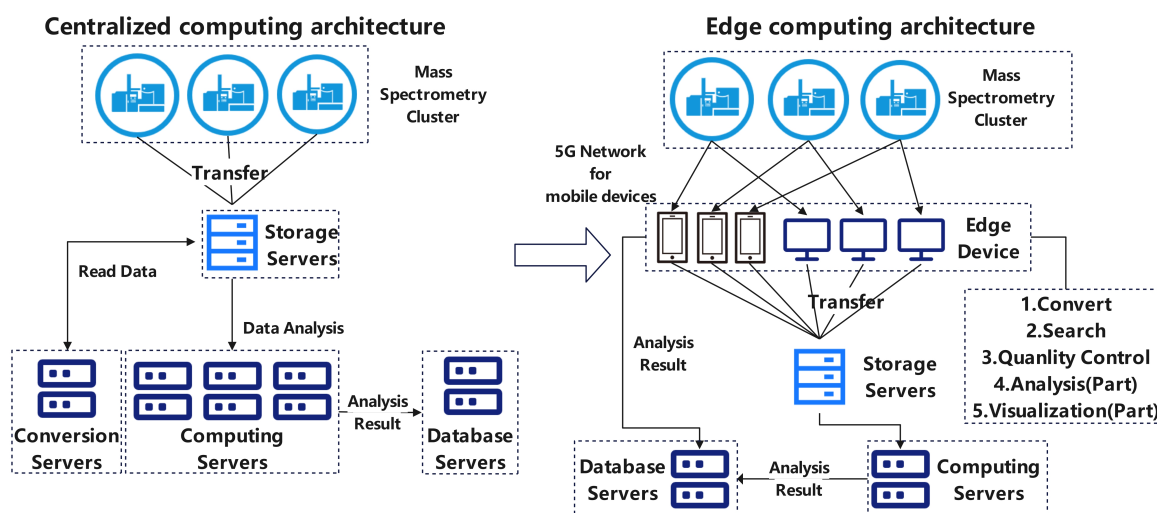 Centralized computing architecture
Mass
Spectrometry
Cluster
Transfer
Storage
Servers
Read Data
Data Analysis
Conversion
Servers
Computing
Servers
Analysis
Result
Database
Servers
Edge computing architecture
Mass
Spectrometry
Cluster
5G Network
for
mobile devices
Edge
Device
Transfer
1.Convert
2.Search
3.Quanlity Control
4.Analysis(Part)
5.Visualization(Part)
Analysis
Result
Storage
Servers
Database
Servers
Analysis
Result
Computing
Servers